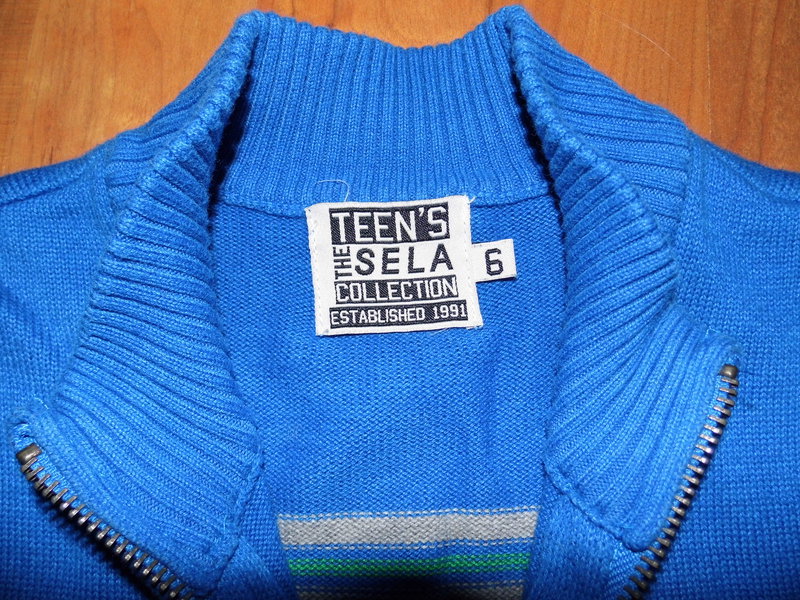 TEEN'S
THE SELA
COLLECTION
ESTABLISHED 1991
6